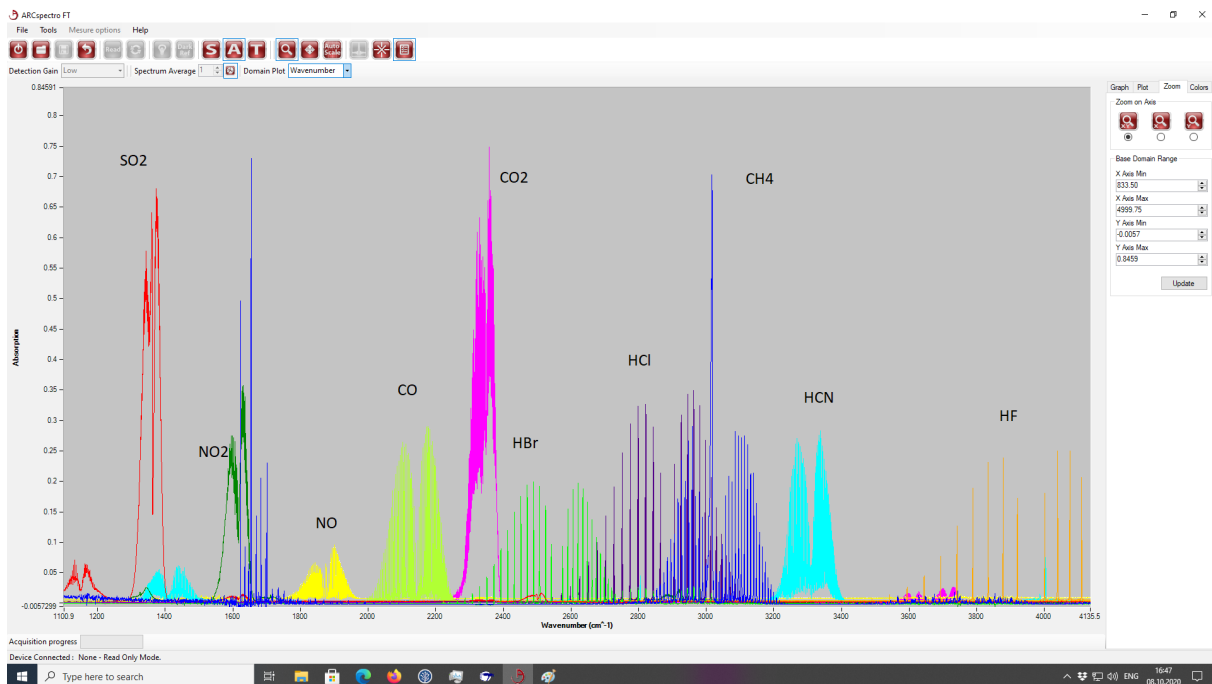 ARCspectro FT
File Tools Mesure options Help
Read Dark Ref S A T Auto Scale
Detection Gain Low Spectrum Average 1 Domain Plot Wavenumber
Graph Plot Zoom Colors
Zoom on Axis
X,Y X Y
Base Domain Range
X Axis Min
833.50
X Axis Max
4999.75
Y Axis Min
-0.0057
Y Axis Max
0.8459
Update
0.84591
0.8
0.75
0.7
0.65
0.6
0.55
0.5
0.45
0.4
0.35
0.3
0.25
0.2
0.15
0.1
0.05
-0.0057299
Absorption
SO2
CO2
CH4
HCl
CO
HCN
HF
HBr
NO2
NO
1100.9 1200 1400 1600 1800 2000 2200 2400 2600 2800 3000 3200 3400 3600 3800 4000 4135.5
Wavenumber (cm^-1)
Acquisition progress
Device Connected : None - Read Only Mode.
Type here to search
ENG
16:47
08.10.2020